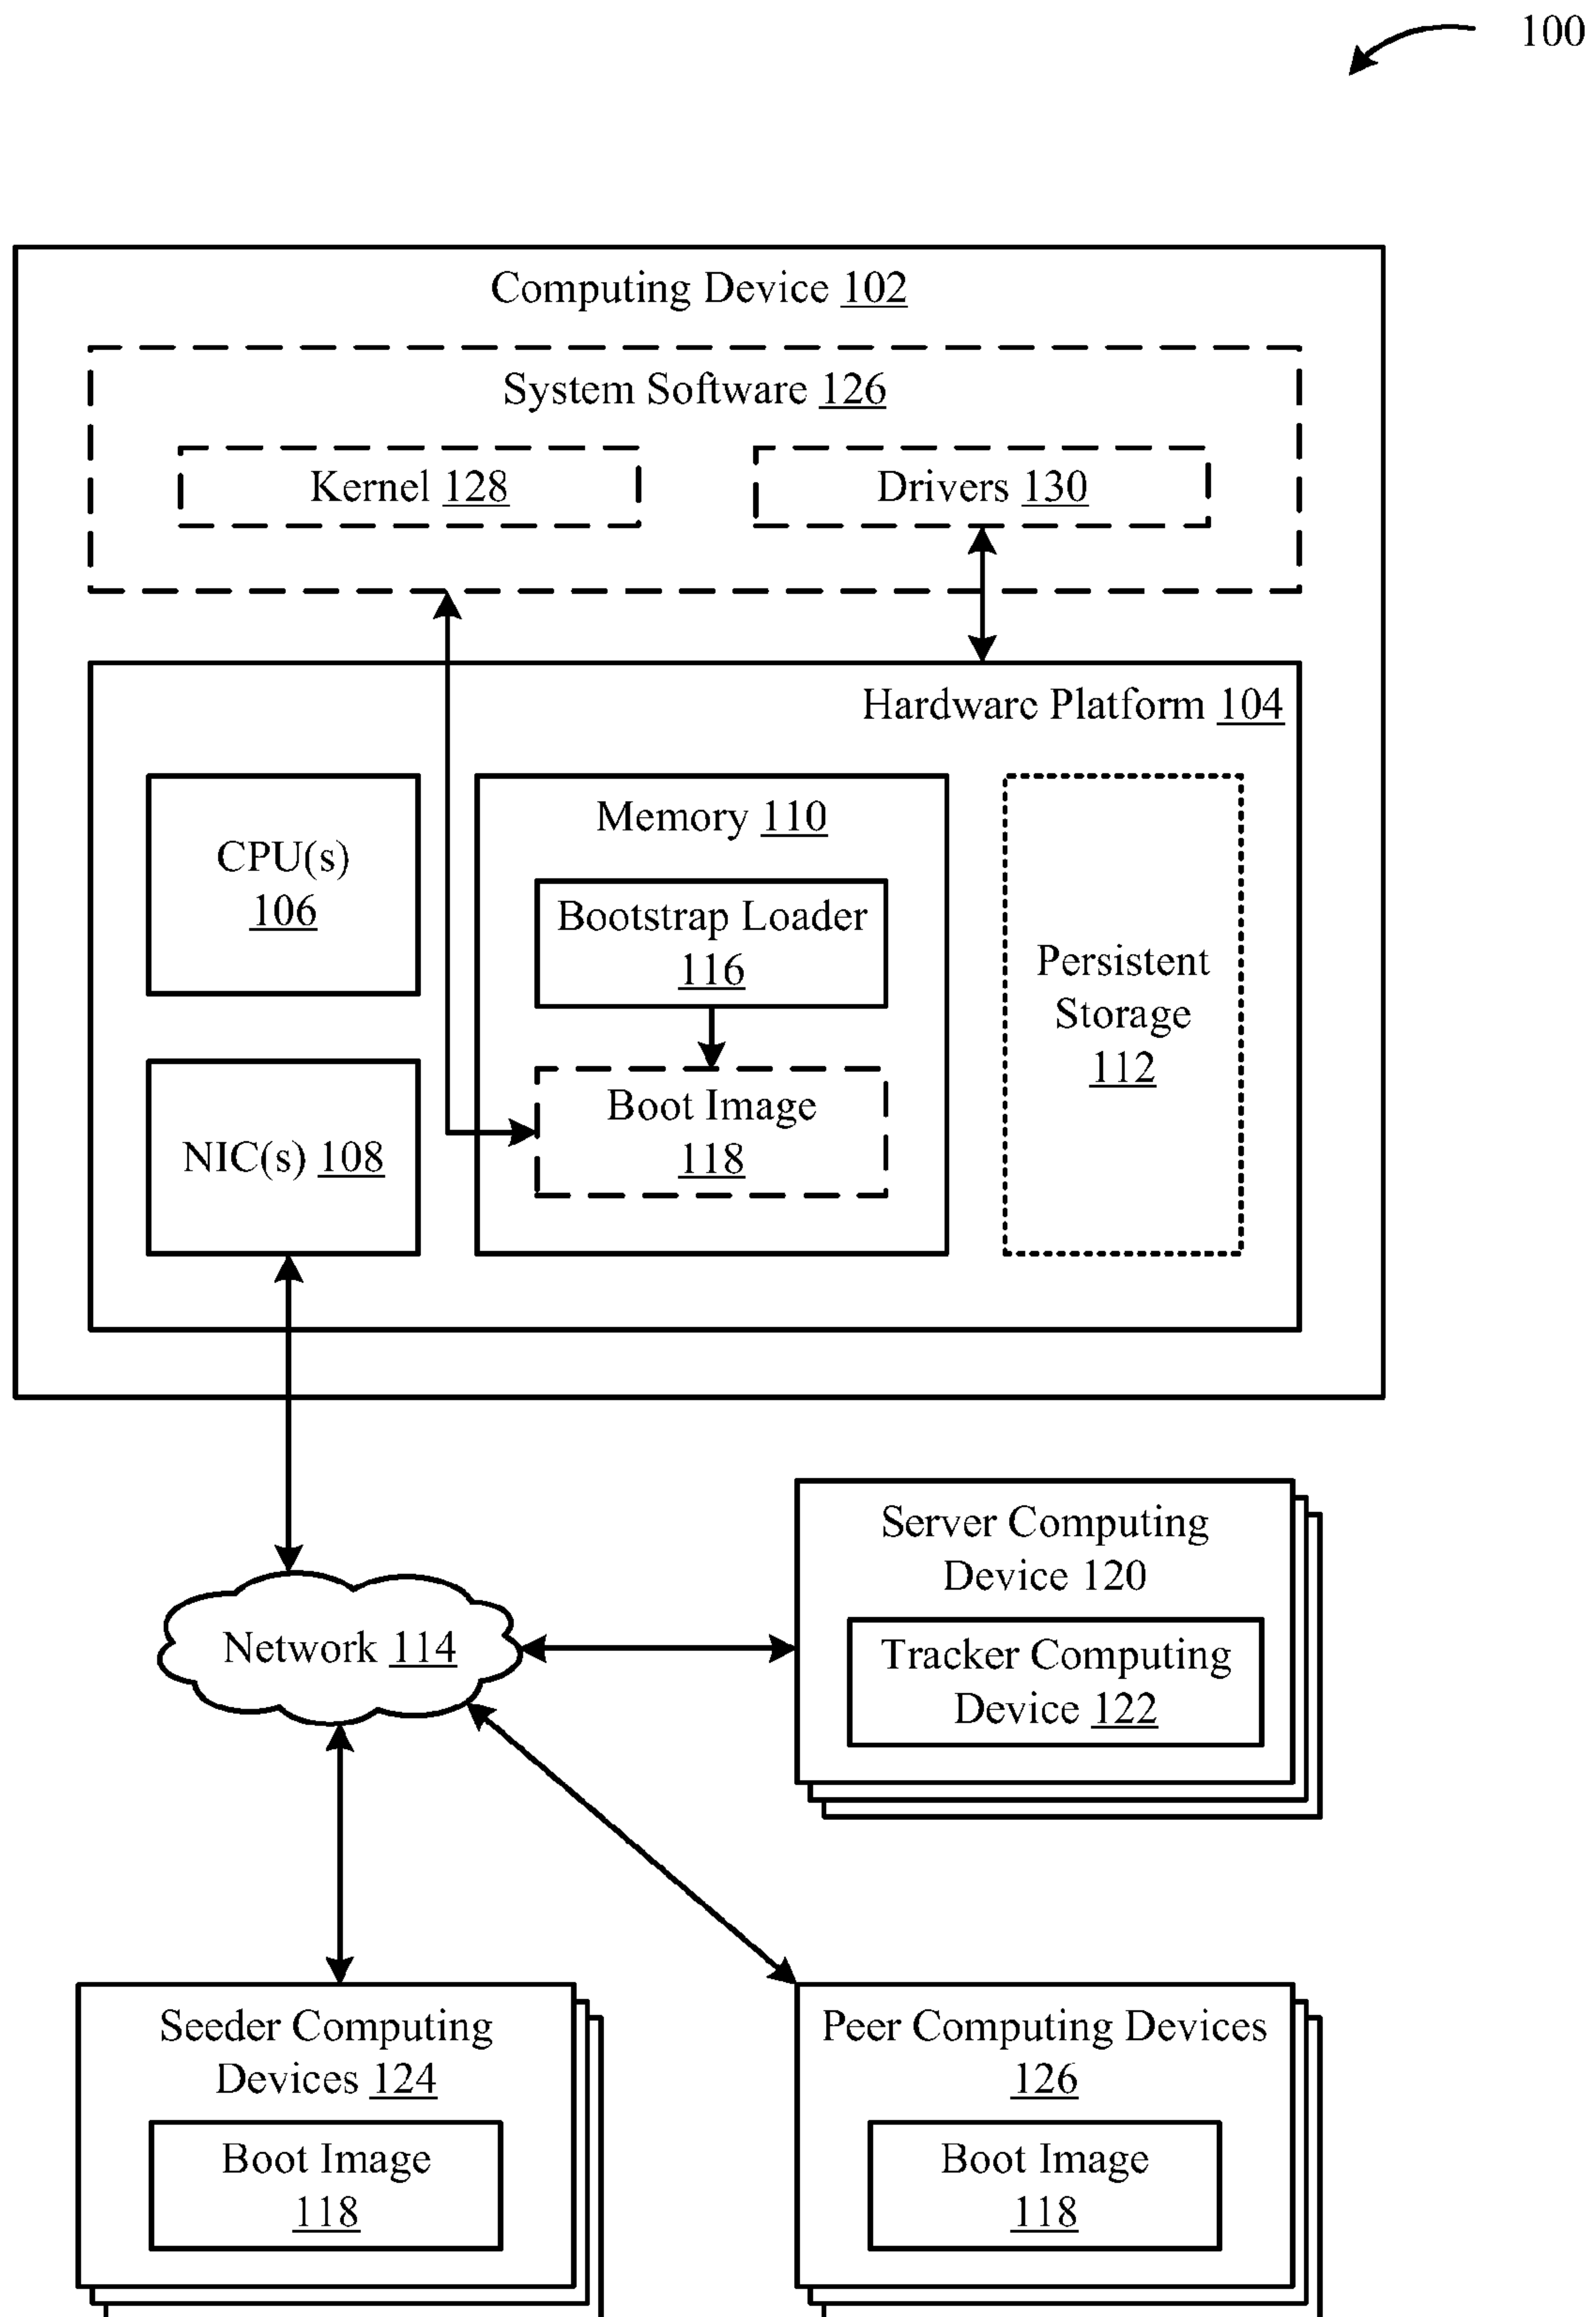 100
Computing Device 102
System Software 126
Kernel 128
Drivers 130
Hardware Platform 104
CPU(s)
106
Memory 110
Bootstrap Loader
116
Boot Image
118
Persistent
Storage
112
NIC(s) 108
Network 114
Server Computing
Device 120
Tracker Computing
Device 122
Seeder Computing
Devices 124
Boot Image
118
Peer Computing Devices
126
Boot Image
118